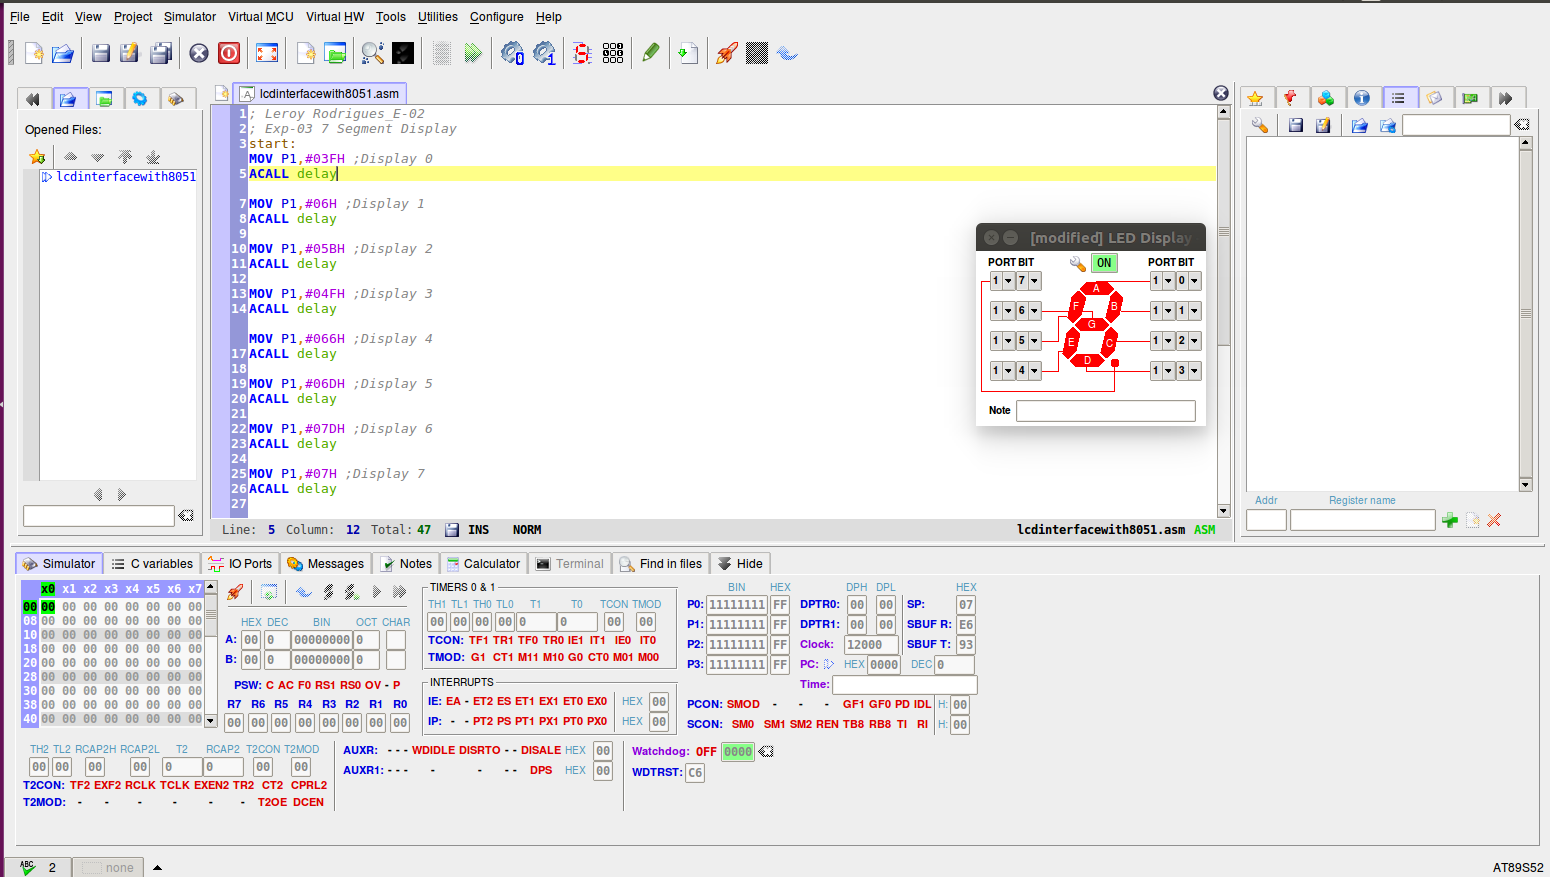 File Edit View Project Simulator Virtual MCU Virtual HW Tools Utilities Configure Help
lcdinterfacewith8051.asm
Opened Files:
lcdinterfacewith8051
1 ; Leroy Rodrigues_E-02
2 ; Exp-03 7 Segment Display
3 start:
MOV P1,#03FH ;Display 0
5 ACALL delay
7 MOV P1,#06H ;Display 1
8 ACALL delay
9
10 MOV P1,#05BH ;Display 2
11 ACALL delay
12
13 MOV P1,#04FH ;Display 3
14 ACALL delay
MOV P1,#066H ;Display 4
17 ACALL delay
18
19 MOV P1,#06DH ;Display 5
20 ACALL delay
21
22 MOV P1,#07DH ;Display 6
23 ACALL delay
24
25 MOV P1,#07H ;Display 7
26 ACALL delay
27
[modified] LED Display
PORT BIT ON PORT BIT
1 7 A 1 0
1 6 F B 1 1
G
1 5 E C 1 2
1 4 D 1 3
Note
Addr Register name
Line: 5 Column: 12 Total: 47 INS NORM lcdinterfacewith8051.asm ASM
Simulator C variables IO Ports Messages Notes Calculator Terminal Find in files Hide
x0 x1 x2 x3 x4 x5 x6 x7
00 00 00 00 00 00 00 00 00
08 00 00 00 00 00 00 00 00
10 00 00 00 00 00 00 00 00
18 00 00 00 00 00 00 00 00
20 00 00 00 00 00 00 00 00
28 00 00 00 00 00 00 00 00
30 00 00 00 00 00 00 00 00
38 00 00 00 00 00 00 00 00
40 00 00 00 00 00 00 00 00
HEX DEC BIN OCT CHAR
A: 00 0 00000000 0
B: 00 0 00000000 0
PSW: C AC F0 RS1 RS0 OV - P
R7 R6 R5 R4 R3 R2 R1 R0
00 00 00 00 00 00 00 00
TIMERS 0 & 1
TH1 TL1 TH0 TL0 T1 T0 TCON TMOD
00 00 00 00 0 0 00 00
TCON: TF1 TR1 TF0 TR0 IE1 IT1 IE0 IT0
TMOD: G1 CT1 M11 M10 G0 CT0 M01 M00
INTERRUPTS
IE: EA - ET2 ES ET1 EX1 ET0 EX0 HEX 00
IP: - - PT2 PS PT1 PX1 PT0 PX0 HEX 00
BIN HEX
P0: 11111111 FF
P1: 11111111 FF
P2: 11111111 FF
P3: 11111111 FF
DPH DPL HEX
DPTR0: 00 00 SP: 07
DPTR1: 00 00 SBUF R: E6
Clock: 12000 SBUF T: 93
PC: HEX 0000 DEC 0
Time:
PCON: SMOD - - - GF1 GF0 PD IDL H: 00
SCON: SM0 SM1 SM2 REN TB8 RB8 TI RI H: 00
TH2 TL2 RCAP2H RCAP2L T2 RCAP2 T2CON T2MOD
00 00 00 00 0 0 00 00
T2CON: TF2 EXF2 RCLK TCLK EXEN2 TR2 CT2 CPRL2
T2MOD: - - - - - - T2OE DCEN
AUXR: - - - WDIDLE DISRTO - - DISALE HEX 00
AUXR1: - - - - - - - DPS HEX 00
Watchdog: OFF 0000
WDTRST: C6
ABC 2 none AT89S52